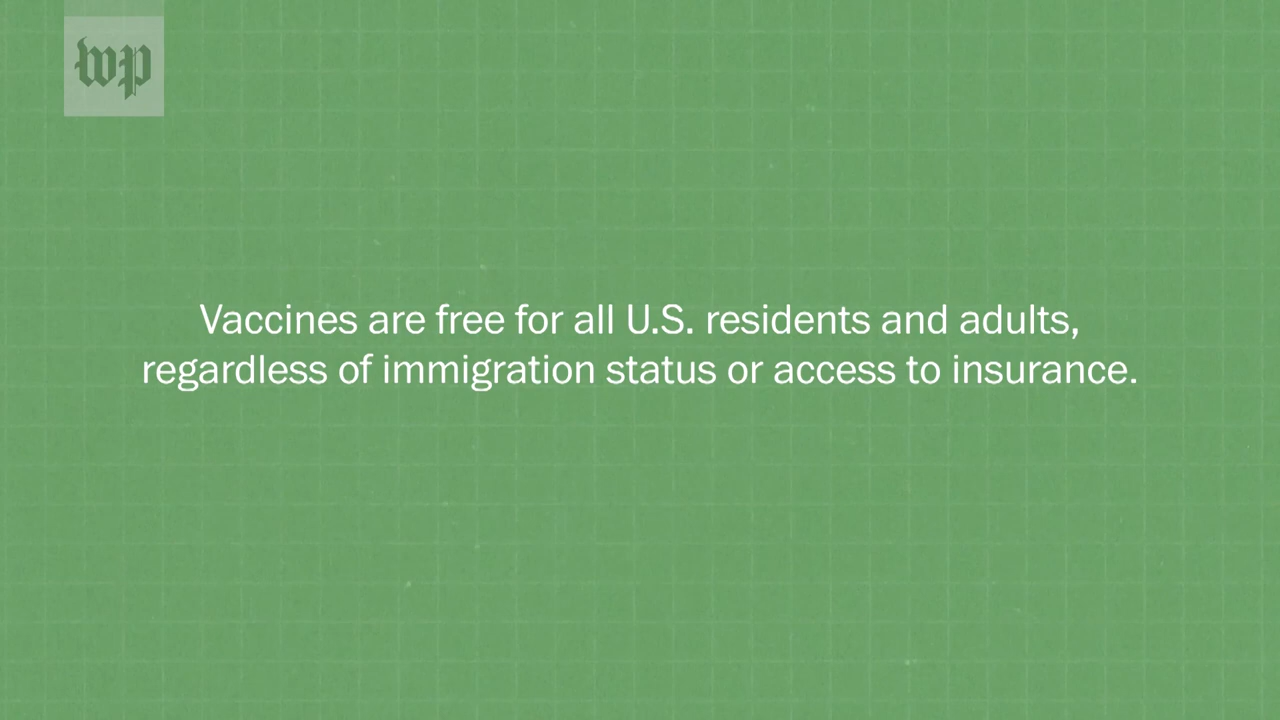 wp
Vaccines are free for all U.S. residents and adults,
regardless of immigration status or access to insurance.